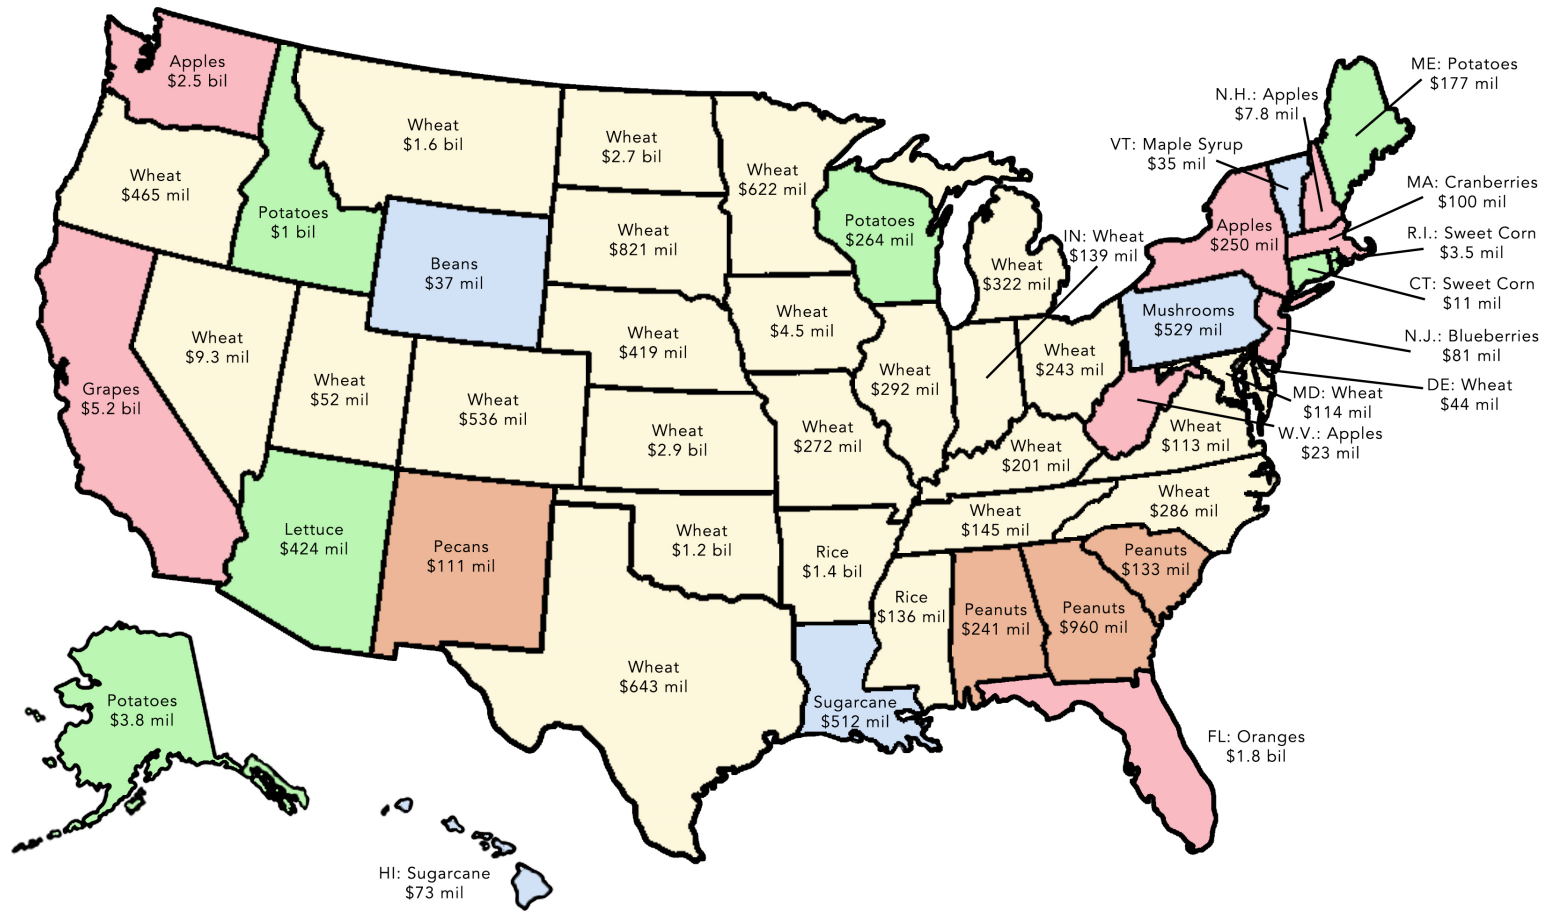 Apples
$2.5 bil
Wheat
$465 mil
Potatoes
$1 bil
Wheat
$1.6 bil
Wheat
$2.7 bil
Wheat
$622 mil
Potatoes
$264 mil
Wheat
$821 mil
Beans
$37 mil
Wheat
$322 mil
IN: Wheat
$139 mil
Apples
$250 mil
VT: Maple Syrup
$35 mil
N.H.: Apples
$7.8 mil
ME: Potatoes
$177 mil
MA: Cranberries
$100 mil
R.I.: Sweet Corn
$3.5 mil
CT: Sweet Corn
$11 mil
N.J.: Blueberries
$81 mil
DE: Wheat
$44 mil
MD: Wheat
$114 mil
W.V.: Apples
$23 mil
Mushrooms
$529 mil
Grapes
$5.2 bil
Wheat
$9.3 mil
Wheat
$52 mil
Wheat
$536 mil
Wheat
$419 mil
Wheat
$4.5 mil
Wheat
$292 mil
Wheat
$243 mil
Wheat
$2.9 bil
Wheat
$272 mil
Wheat
$201 mil
Wheat
$113 mil
Lettuce
$424 mil
Pecans
$111 mil
Wheat
$1.2 bil
Rice
$1.4 bil
Wheat
$145 mil
Wheat
$286 mil
Rice
$136 mil
Peanuts
$241 mil
Peanuts
$960 mil
Peanuts
$133 mil
Wheat
$643 mil
Sugarcane
$512 mil
FL: Oranges
$1.8 bil
Potatoes
$3.8 mil
HI: Sugarcane
$73 mil